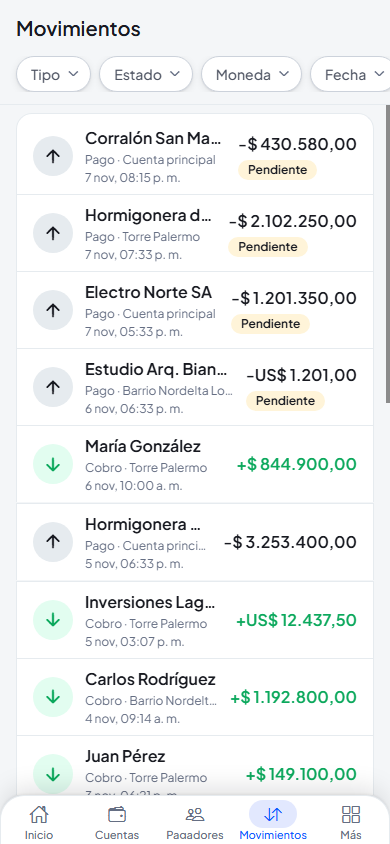 Movimientos
Tipo
Estado
Moneda
Fecha
Corralón San Ma...
-$ 430.580,00
Pago · Cuenta principal
Pendiente
7 nov, 08:15 p. m.
Hormigonera d...
-$ 2.102.250,00
Pago · Torre Palermo
Pendiente
7 nov, 07:33 p. m.
Electro Norte SA
-$ 1.201.350,00
Pago · Cuenta principal
Pendiente
7 nov, 05:33 p. m.
Estudio Arq. Bian...
-US$ 1.201,00
Pago · Barrio Nordelta Lo...
Pendiente
6 nov, 06:33 p. m.
María González
+$ 844.900,00
Cobro · Torre Palermo
6 nov, 10:00 a. m.
Hormigonera ...
-$ 3.253.400,00
Pago · Cuenta princi...
5 nov, 06:33 p. m.
Inversiones Lag...
+US$ 12.437,50
Cobro · Torre Palermo
5 nov, 03:07 p. m.
Carlos Rodríguez
+$ 1.192.800,00
Cobro · Barrio Nordelt...
4 nov, 09:14 a. m.
Juan Pérez
+$ 149.100,00
Cobro · Torre Palermo
Inicio
Cuentas
Pagadores
Movimientos
Más